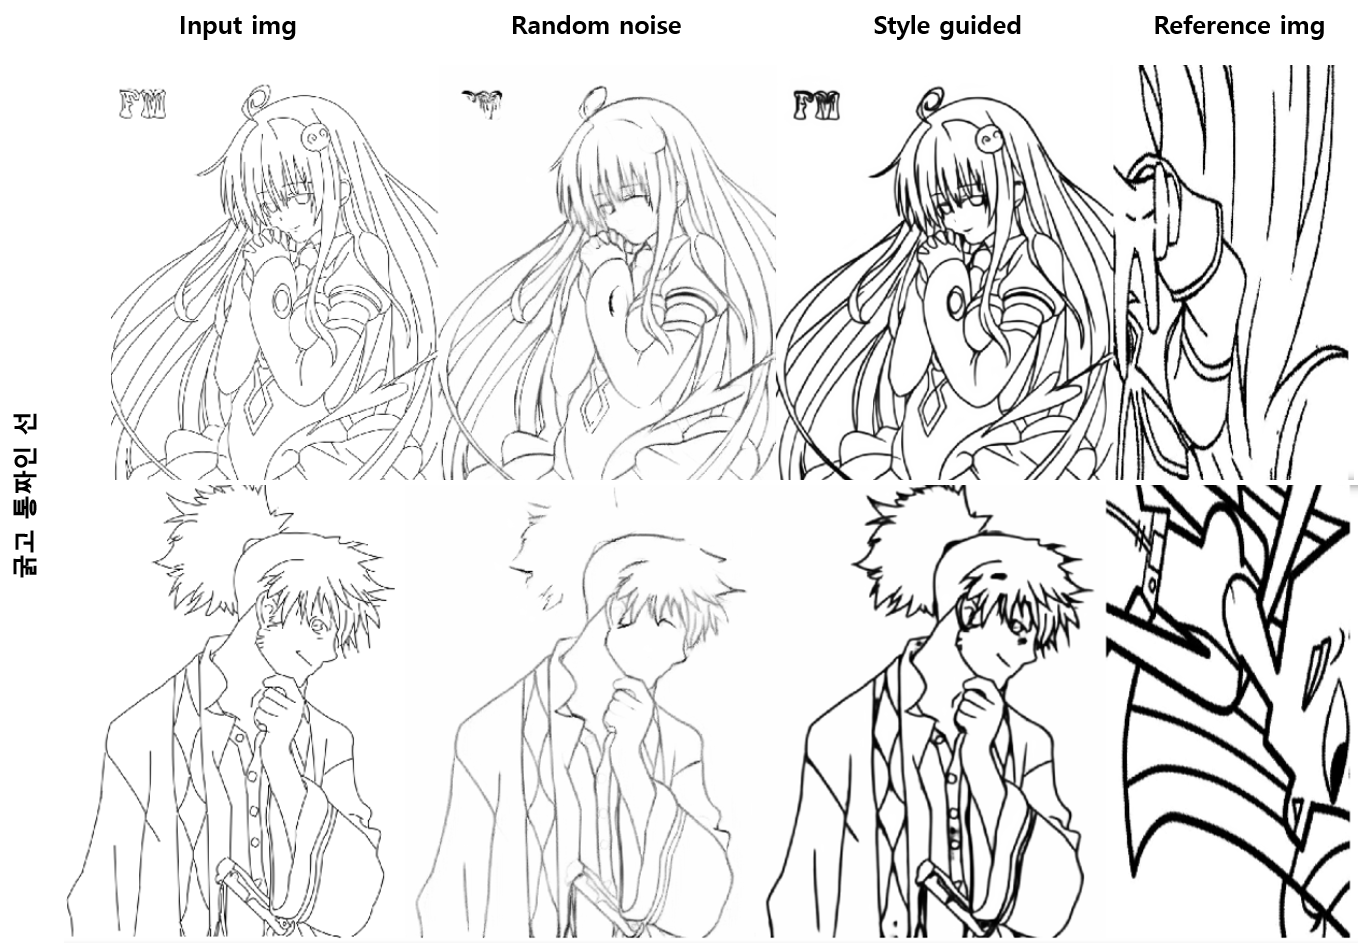 Input img
Random noise
Style guided
Reference img
FM
FM
굵고 통짜인 선